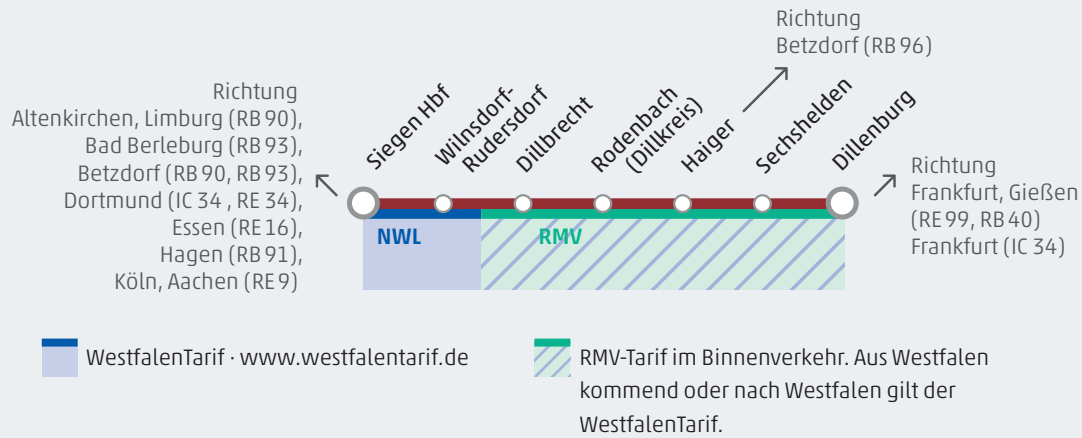 Richtung
Betzdorf (RB 96)
Richtung
Altenkirchen, Limburg (RB 90),
Bad Berleburg (RB 93),
Betzdorf (RB 90, RB 93),
Dortmund (IC 34 , RE 34),
Essen (RE 16),
Hagen (RB 91),
Köln, Aachen (RE 9)
Siegen Hbf
Wilnsdorf-
Rudersdorf
Dillbrecht
Rodenbach
(Dillkreis)
Haiger
Sechshelden
Dillenburg
Richtung
Frankfurt, Gießen
(RE 99, RB 40)
Frankfurt (IC 34)
NWL
RMV
WestfalenTarif · www.westfalentarif.de
RMV-Tarif im Binnenverkehr. Aus Westfalen
kommend oder nach Westfalen gilt der
WestfalenTarif.